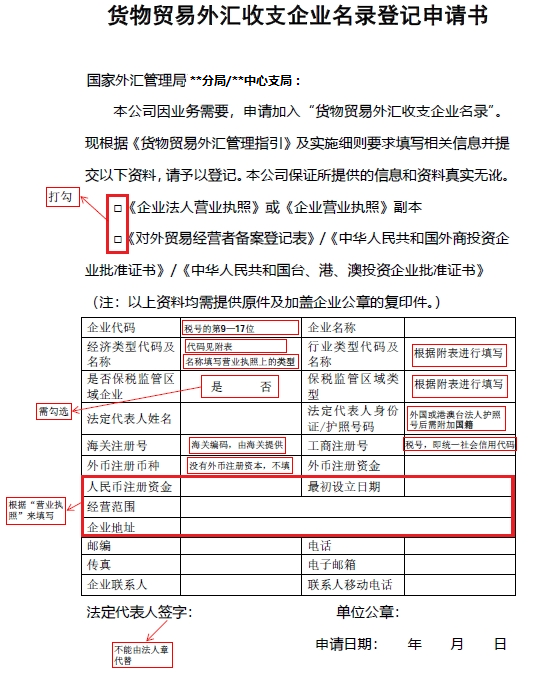 货物贸易外汇收支企业名录登记申请书
国家外汇管理局 **分局/**中心支局：
本公司因业务需要，申请加入“货物贸易外汇收支企业名录”。
现根据《货物贸易外汇管理指引》及实施细则要求填写相关信息并提
交以下资料，请予以登记。本公司保证所提供的信息和资料真实无讹。
打勾
□《企业法人营业执照》或《企业营业执照》副本
□《对外贸易经营者备案登记表》/《中华人民共和国外商投资企
业批准证书》/《中华人民共和国台、港、澳投资企业批准证书》
（注：以上资料均需提供原件及加盖企业公章的复印件。）
企业代码 税号的第9—17位 企业名称
经济类型代码及名称 代码见附表 名称填写营业执照上的类型 行业类型代码及名称 根据附表进行填写
是否保税监管区域企业 是 否 保税监管区域类型 根据附表进行填写
需勾选
法定代表人姓名 法定代表人身份证/护照号码 外国或港澳台法人护照号后需附加国籍
海关注册号 海关编码，由海关提供 工商注册号 税号，即统一社会信用代码
外币注册币种 没有外币注册资本，不填 外币注册资金
人民币注册资金 最初设立日期
根据“营业执照”来填写
经营范围
企业地址
邮编 电话
传真 电子邮箱
企业联系人 联系人移动电话
法定代表人签字： 单位公章：
不能由法人章代替
申请日期： 年 月 日